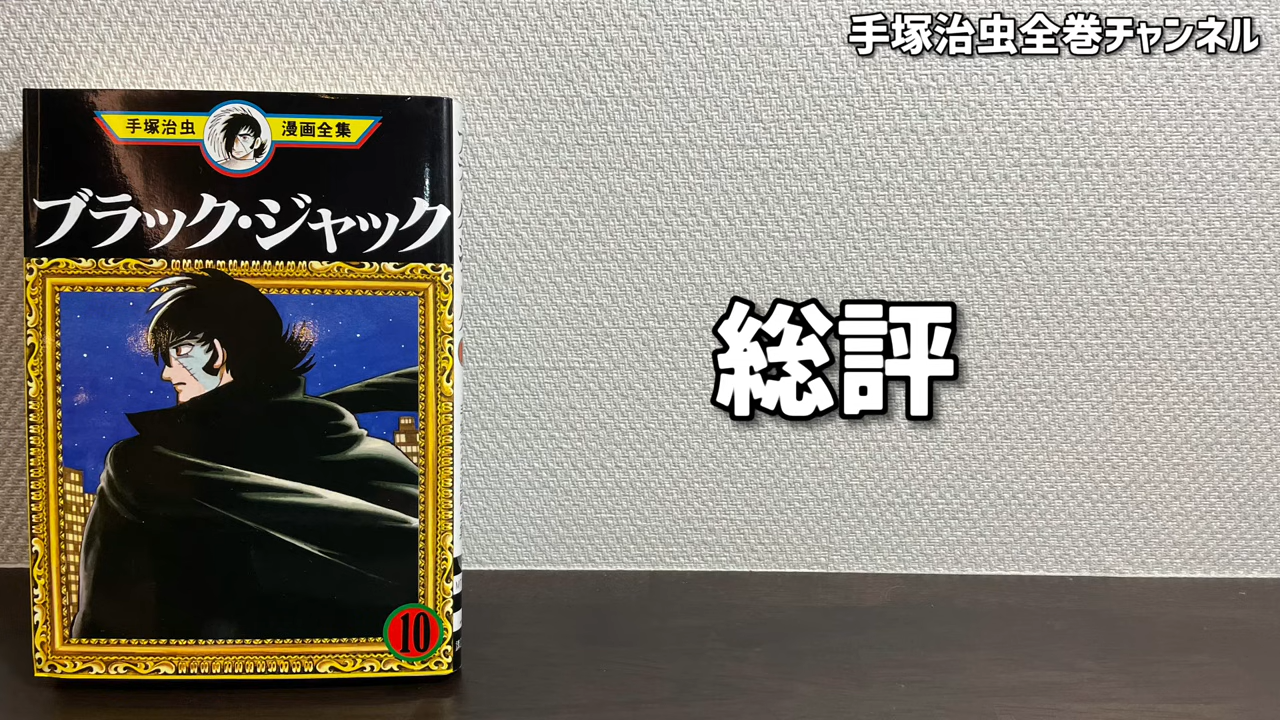 手塚治虫全巻チャンネル
手塚治虫 漫画全集
ブラック・ジャック
総評
10